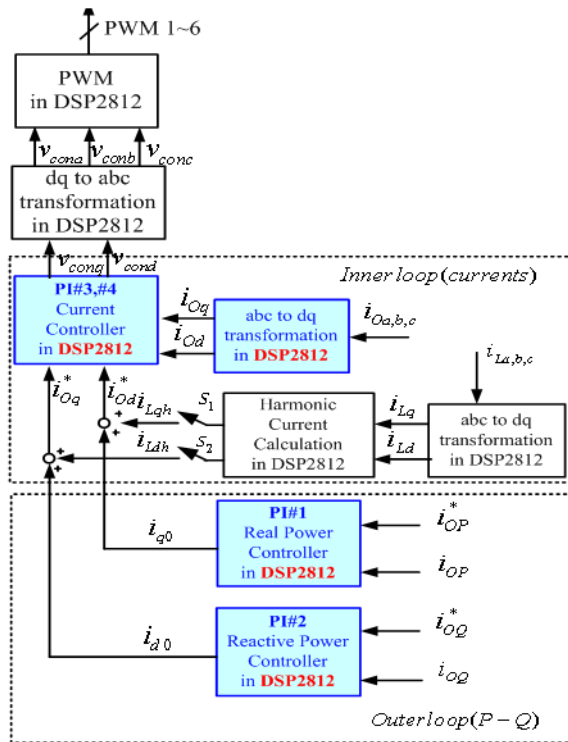 PWM 1~6
PWM
in DSP2812
v_cona v_conb v_conc
dq to abc
transformation
in DSP2812
v_conq v_cond
Inner loop(currents)
PI#3,#4
Current
Controller
in DSP2812
i_Oq
i_Od
abc to dq
transformation
in DSP2812
i_Oa,b,c
i_La,b,c
i*_Oq
i*_Od
i_Lqh
S_1
i_Ldh
S_2
Harmonic
Current
Calculation
in DSP2812
i_Lq
i_Ld
abc to dq
transformation
in DSP2812
+
+
+
+
i_q0
PI#1
Real Power
Controller
in DSP2812
i*_OP
i_OP
i_d0
PI#2
Reactive Power
Controller
in DSP2812
i*_OQ
i_OQ
Outer loop(P-Q)